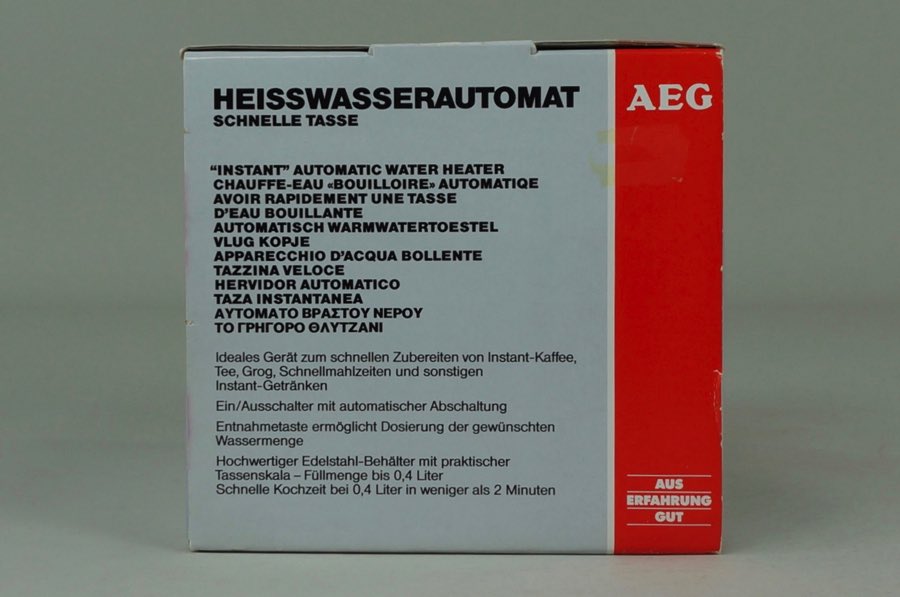 HEISSWASSERAUTOMAT
SCHNELLE TASSE
AEG
"INSTANT" AUTOMATIC WATER HEATER
CHAUFFE-EAU «BOUILLOIRE» AUTOMATIQE
AVOIR RAPIDEMENT UNE TASSE
D'EAU BOUILLANTE
AUTOMATISCH WARMWATERTOESTEL
VLUG KOPJE
APPARECCHIO D'ACQUA BOLLENTE
TAZZINA VELOCE
HERVIDOR AUTOMATICO
TAZA INSTANTANEA
ΑΥΤΟΜΑΤΟ ΒΡΑΣΤΟΥ ΝΕΡΟΥ
ΤΟ ΓΡΗΓΟΡΟ ΘΛΥΤΖΑΝΙ
Ideales Gerät zum schnellen Zubereiten von Instant-Kaffee,
Tee, Grog, Schnellmahlzeiten und sonstigen
Instant-Getränken
Ein/Ausschalter mit automatischer Abschaltung
Entnahmetaste ermöglicht Dosierung der gewünschten
Wassermenge
Hochwertiger Edelstahl-Behälter mit praktischer
Tassenskala – Füllmenge bis 0,4 Liter
Schnelle Kochzeit bei 0,4 Liter in weniger als 2 Minuten
AUS
ERFAHRUNG
GUT